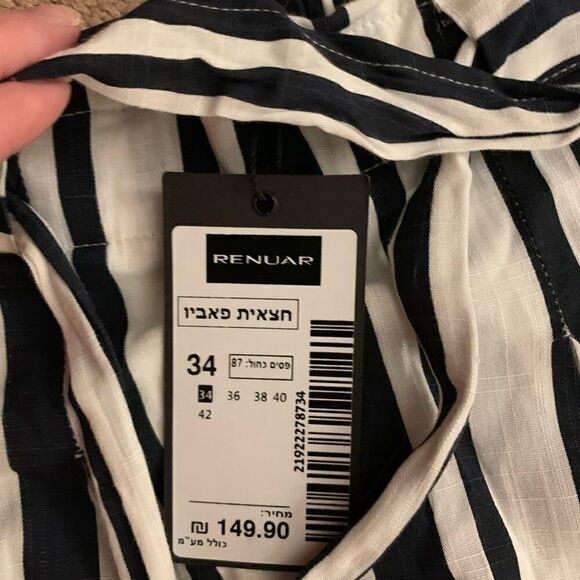 RENUAR
חצאית פאביו
34 פסים כחול: 87
34 36 38 40
42
21922278734
מחיר:
149.90 ₪
כולל מע"מ